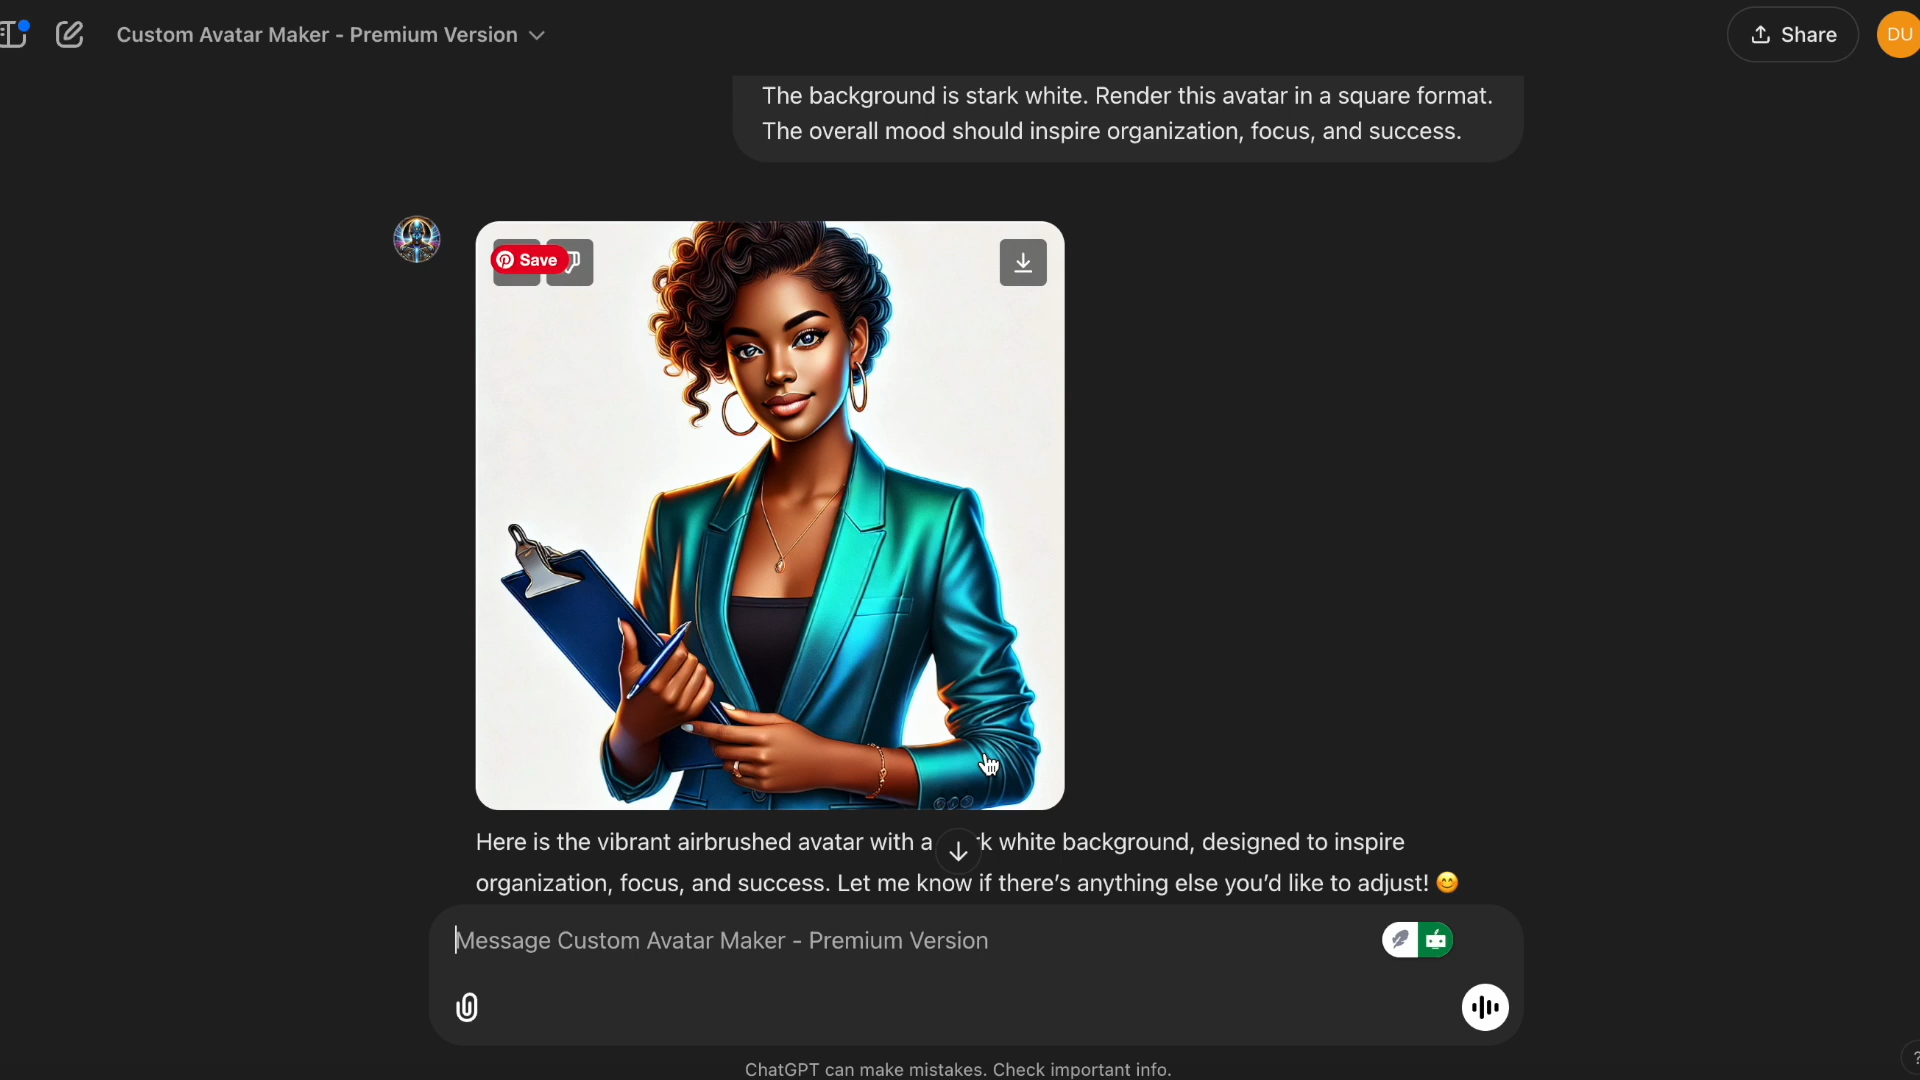 Custom Avatar Maker - Premium Version
Share
DU
The background is stark white. Render this avatar in a square format.
The overall mood should inspire organization, focus, and success.
Save
Here is the vibrant airbrushed avatar with a rk white background, designed to inspire
organization, focus, and success. Let me know if there’s anything else you’d like to adjust! 😊
Message Custom Avatar Maker - Premium Version
ChatGPT can make mistakes. Check important info.
?